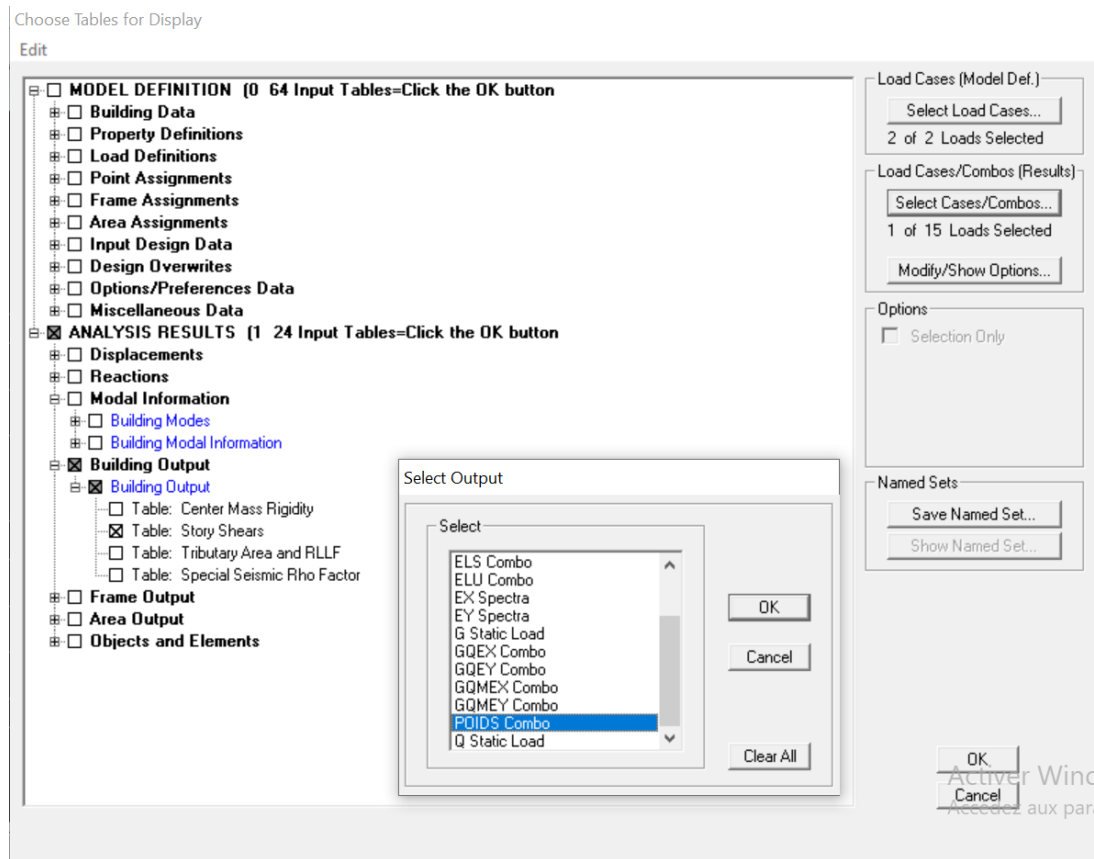 Choose Tables for Display
Edit
MODEL DEFINITION (0 64 Input Tables=Click the OK button
Building Data
Property Definitions
Load Definitions
Point Assignments
Frame Assignments
Area Assignments
Input Design Data
Design Overwrites
Options/Preferences Data
Miscellaneous Data
ANALYSIS RESULTS (1 24 Input Tables=Click the OK button
Displacements
Reactions
Modal Information
Building Modes
Building Modal Information
Building Output
Building Output
Table: Center Mass Rigidity
Table: Story Shears
Table: Tributary Area and RLLF
Table: Special Seismic Rho Factor
Frame Output
Area Output
Objects and Elements
Select Output
Select
ELS Combo
ELU Combo
EX Spectra
EY Spectra
G Static Load
GQEX Combo
GQEY Combo
GQMEX Combo
GQMEY Combo
POIDS Combo
Q Static Load
OK
Cancel
Clear All
Load Cases (Model Def.)
Select Load Cases...
2 of 2 Loads Selected
Load Cases/Combos (Results)
Select Cases/Combos...
1 of 15 Loads Selected
Modify/Show Options...
Options
Selection Only
Named Sets
Save Named Set...
Show Named Set...
OK
Cancel
Activer Winc
Accédez aux para